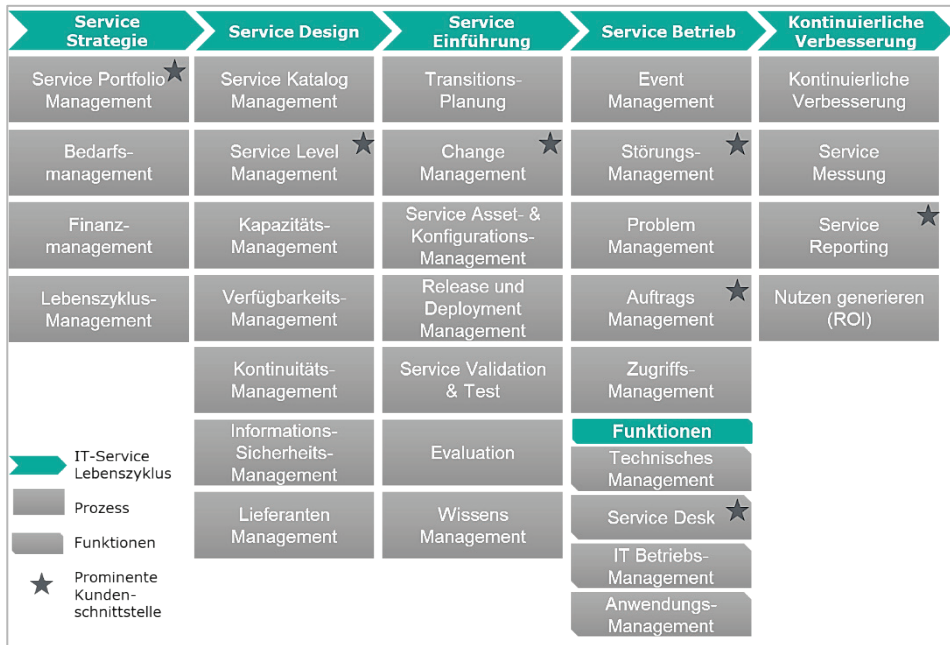 Service
Strategie
Service Design
Service
Einführung
Service Betrieb
Kontinuierliche
Verbesserung
Service Portfolio
Management
Bedarfs-
management
Finanz-
management
Lebenszyklus-
Management
Service Katalog
Management
Service Level
Management
Kapazitäts-
Management
Verfügbarkeits-
Management
Kontinuitäts-
Management
Informations-
Sicherheits-
Management
Lieferanten
Management
Transitions-
Planung
Change
Management
Service Asset- &
Konfigurations-
Management
Release und
Deployment
Management
Service Validation
& Test
Evaluation
Wissens
Management
Event
Management
Störungs-
Management
Problem
Management
Auftrags
Management
Zugriffs-
Management
Funktionen
Technisches
Management
Service Desk
IT Betriebs-
Management
Anwendungs-
Management
Kontinuierliche
Verbesserung
Service
Messung
Service
Reporting
Nutzen generieren
(ROI)
IT-Service
Lebenszyklus
Prozess
Funktionen
Prominente
Kunden-
schnittstelle